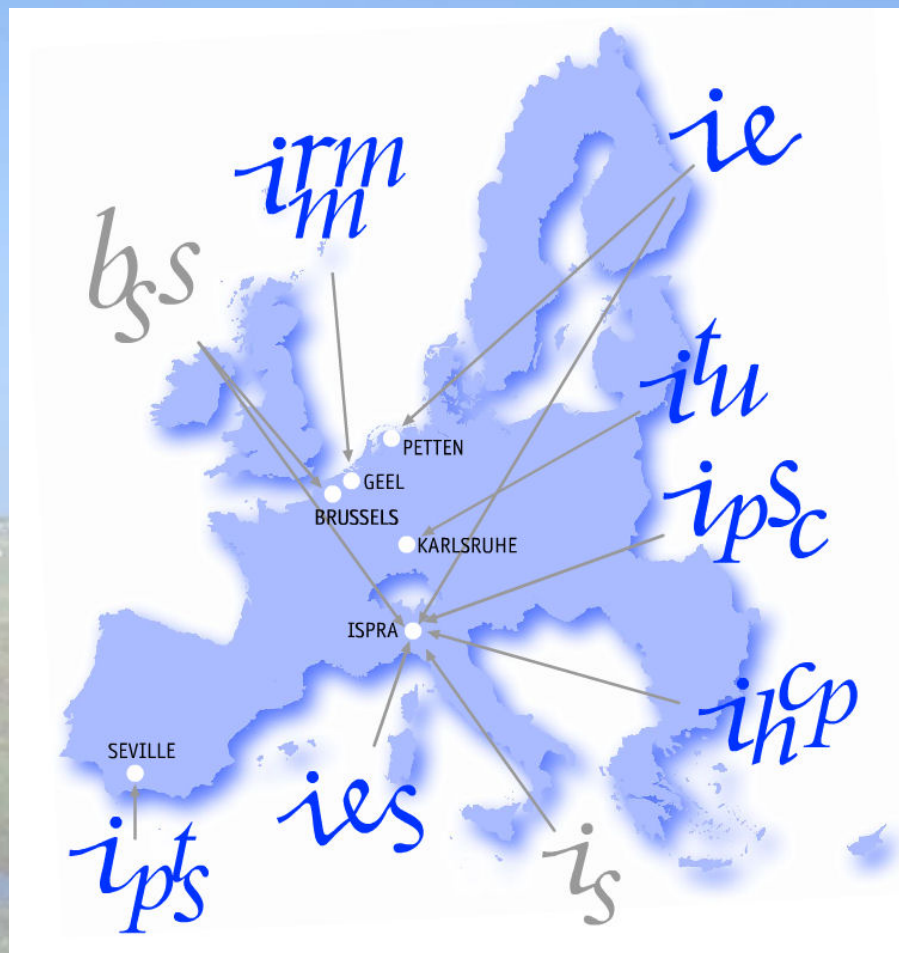 ie
irmm
bss
itu
PETTEN
ipsc
GEEL
BRUSSELS
KARLSRUHE
ISPRA
ihcp
SEVILLE
ies
ipts
is